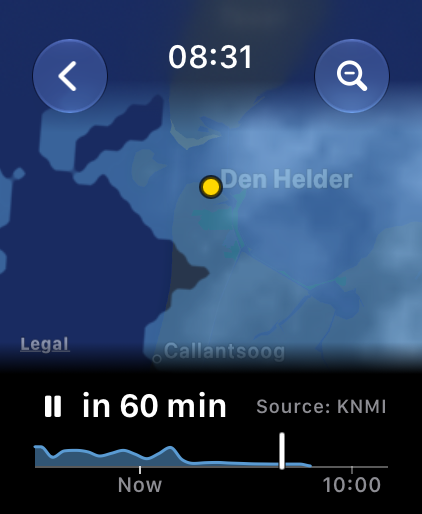 08:31
Den Helder
Legal
Callantsoog
in 60 min
Source: KNMI
Now
10:00